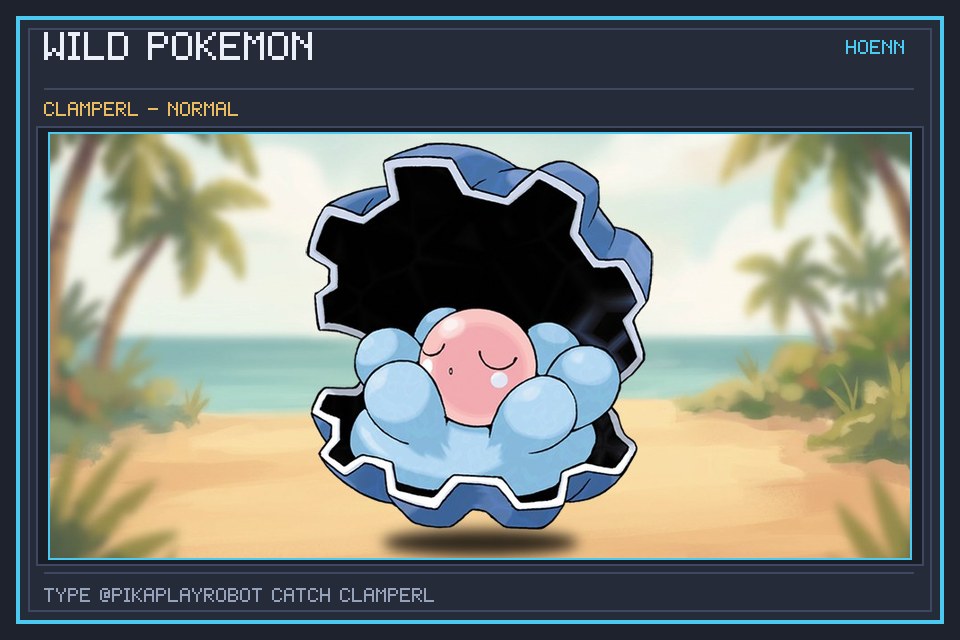 WILD POKEMON
HOENN
CLAMPERL - NORMAL
TYPE @PIKAPLAYROBOT CATCH CLAMPERL